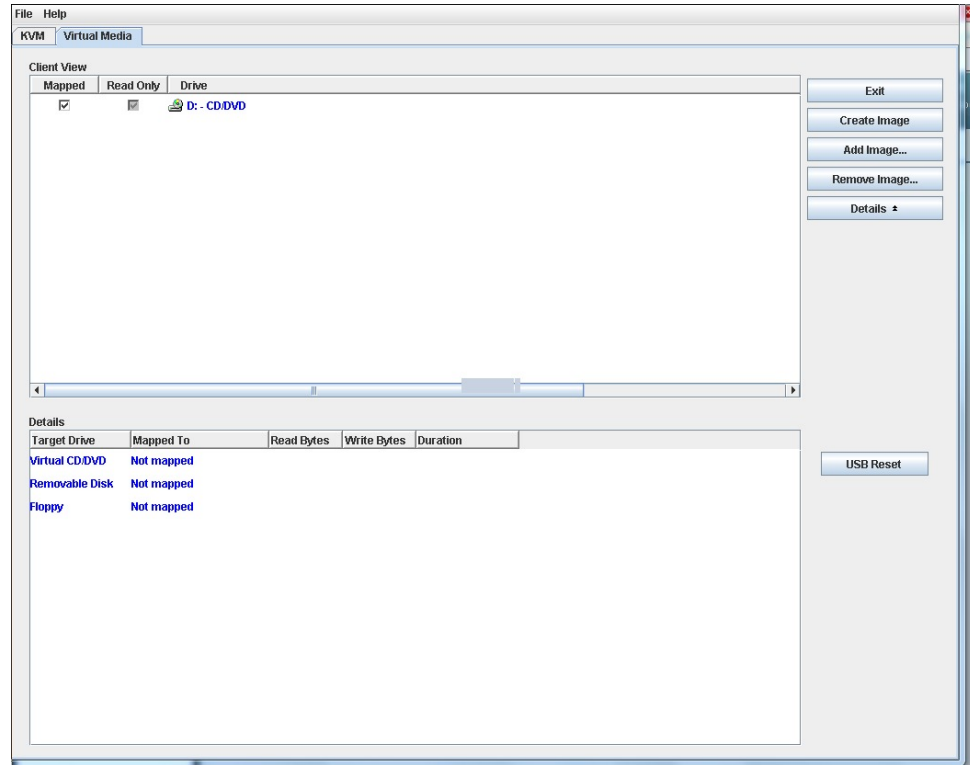 File Help
KVM Virtual Media
Client View
Mapped Read Only Drive
D: - CD/DVD
Exit
Create Image
Add Image...
Remove Image...
Details
Details
Target Drive Mapped To Read Bytes Write Bytes Duration
Virtual CD/DVD Not mapped
Removable Disk Not mapped
Floppy Not mapped
USB Reset